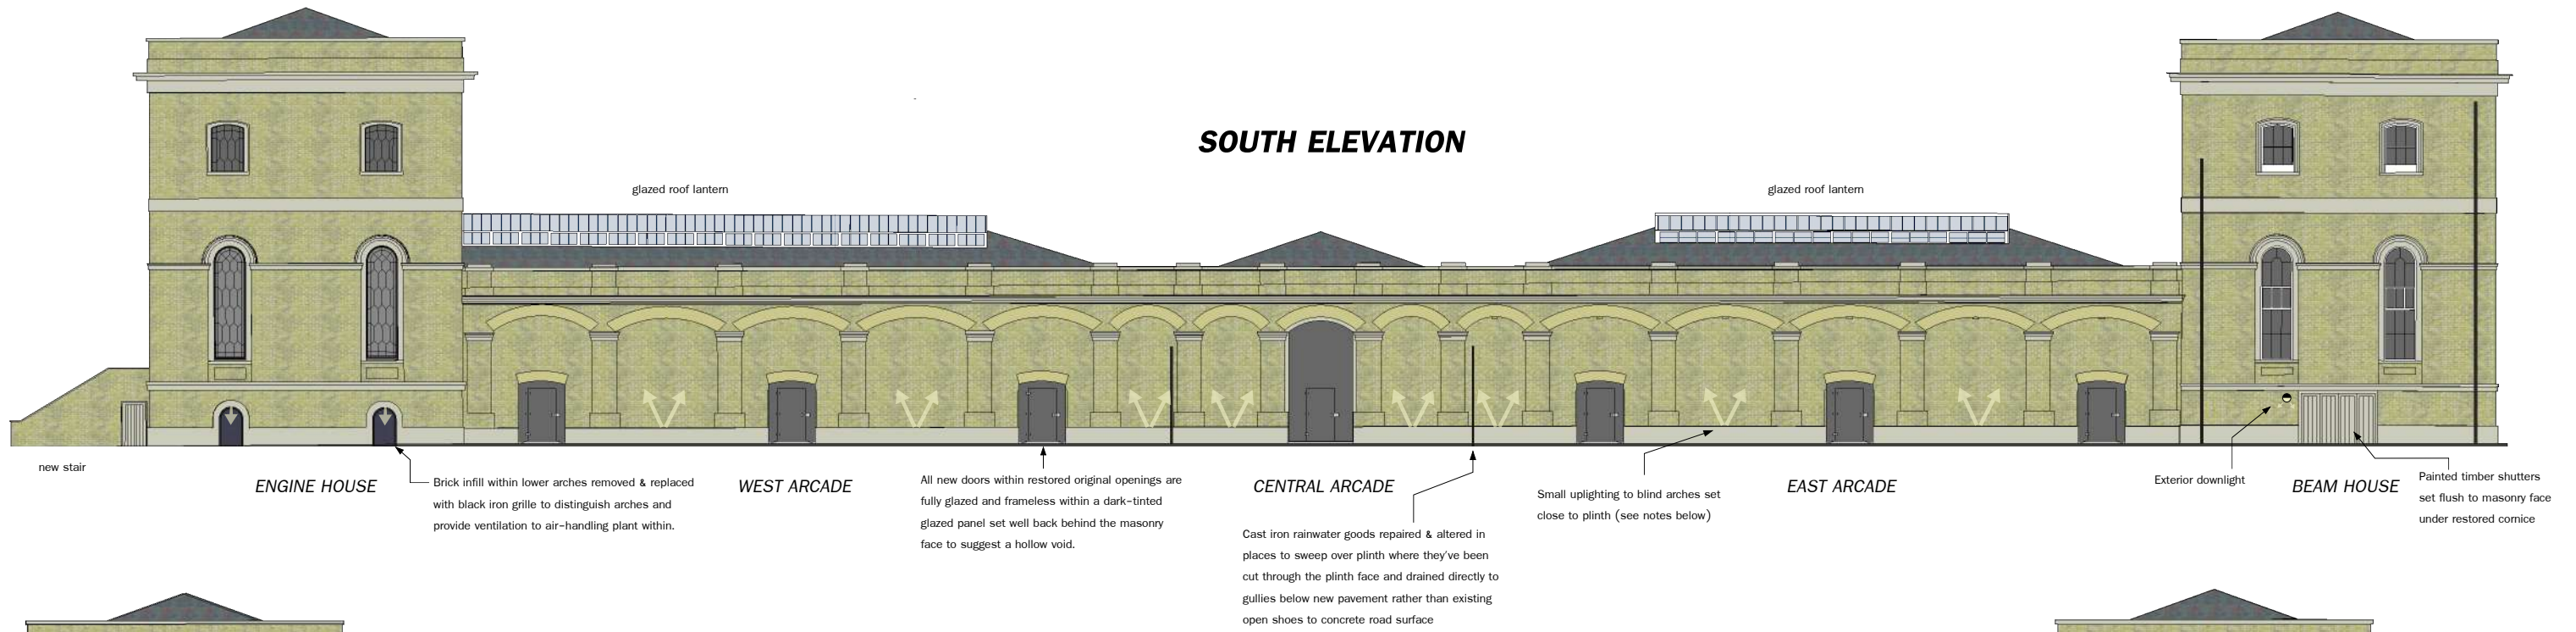 SOUTH ELEVATION
glazed roof lantern
glazed roof lantern
new stair
ENGINE HOUSE
Brick infill within lower arches removed & replaced
with black iron grille to distinguish arches and
provide ventilation to air-handling plant within.
WEST ARCADE
All new doors within restored original openings are
fully glazed and frameless within a dark-tinted
glazed panel set well back behind the masonry
face to suggest a hollow void.
CENTRAL ARCADE
Cast iron rainwater goods repaired & altered in
places to sweep over plinth where they've been
cut through the plinth face and drained directly to
gullies below new pavement rather than existing
open shoes to concrete road surface
Small uplighting to blind arches set
close to plinth (see notes below)
EAST ARCADE
Exterior downlight
BEAM HOUSE
Painted timber shutters
set flush to masonry face
under restored cornice